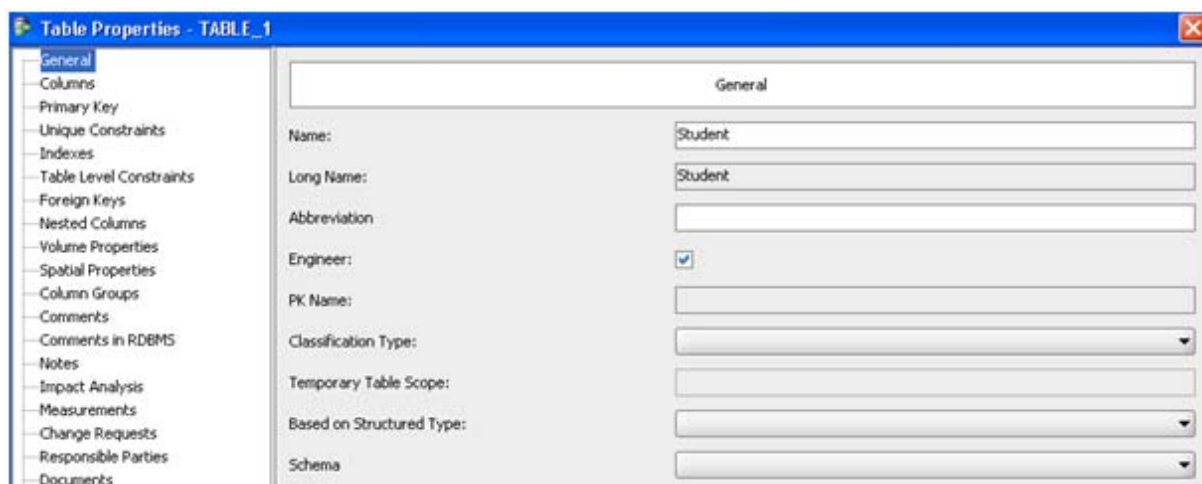 Table Properties - TABLE_1
General
Columns
Primary Key
Unique Constraints
Indexes
Table Level Constraints
Foreign Keys
Nested Columns
Volume Properties
Spatial Properties
Column Groups
Comments
Comments in RDBMS
Notes
Impact Analysis
Measurements
Change Requests
Responsible Parties
Documents
General
Name: Student
Long Name: Student
Abbreviation
Engineer:
PK Name:
Classification Type:
Temporary Table Scope:
Based on Structured Type:
Schema